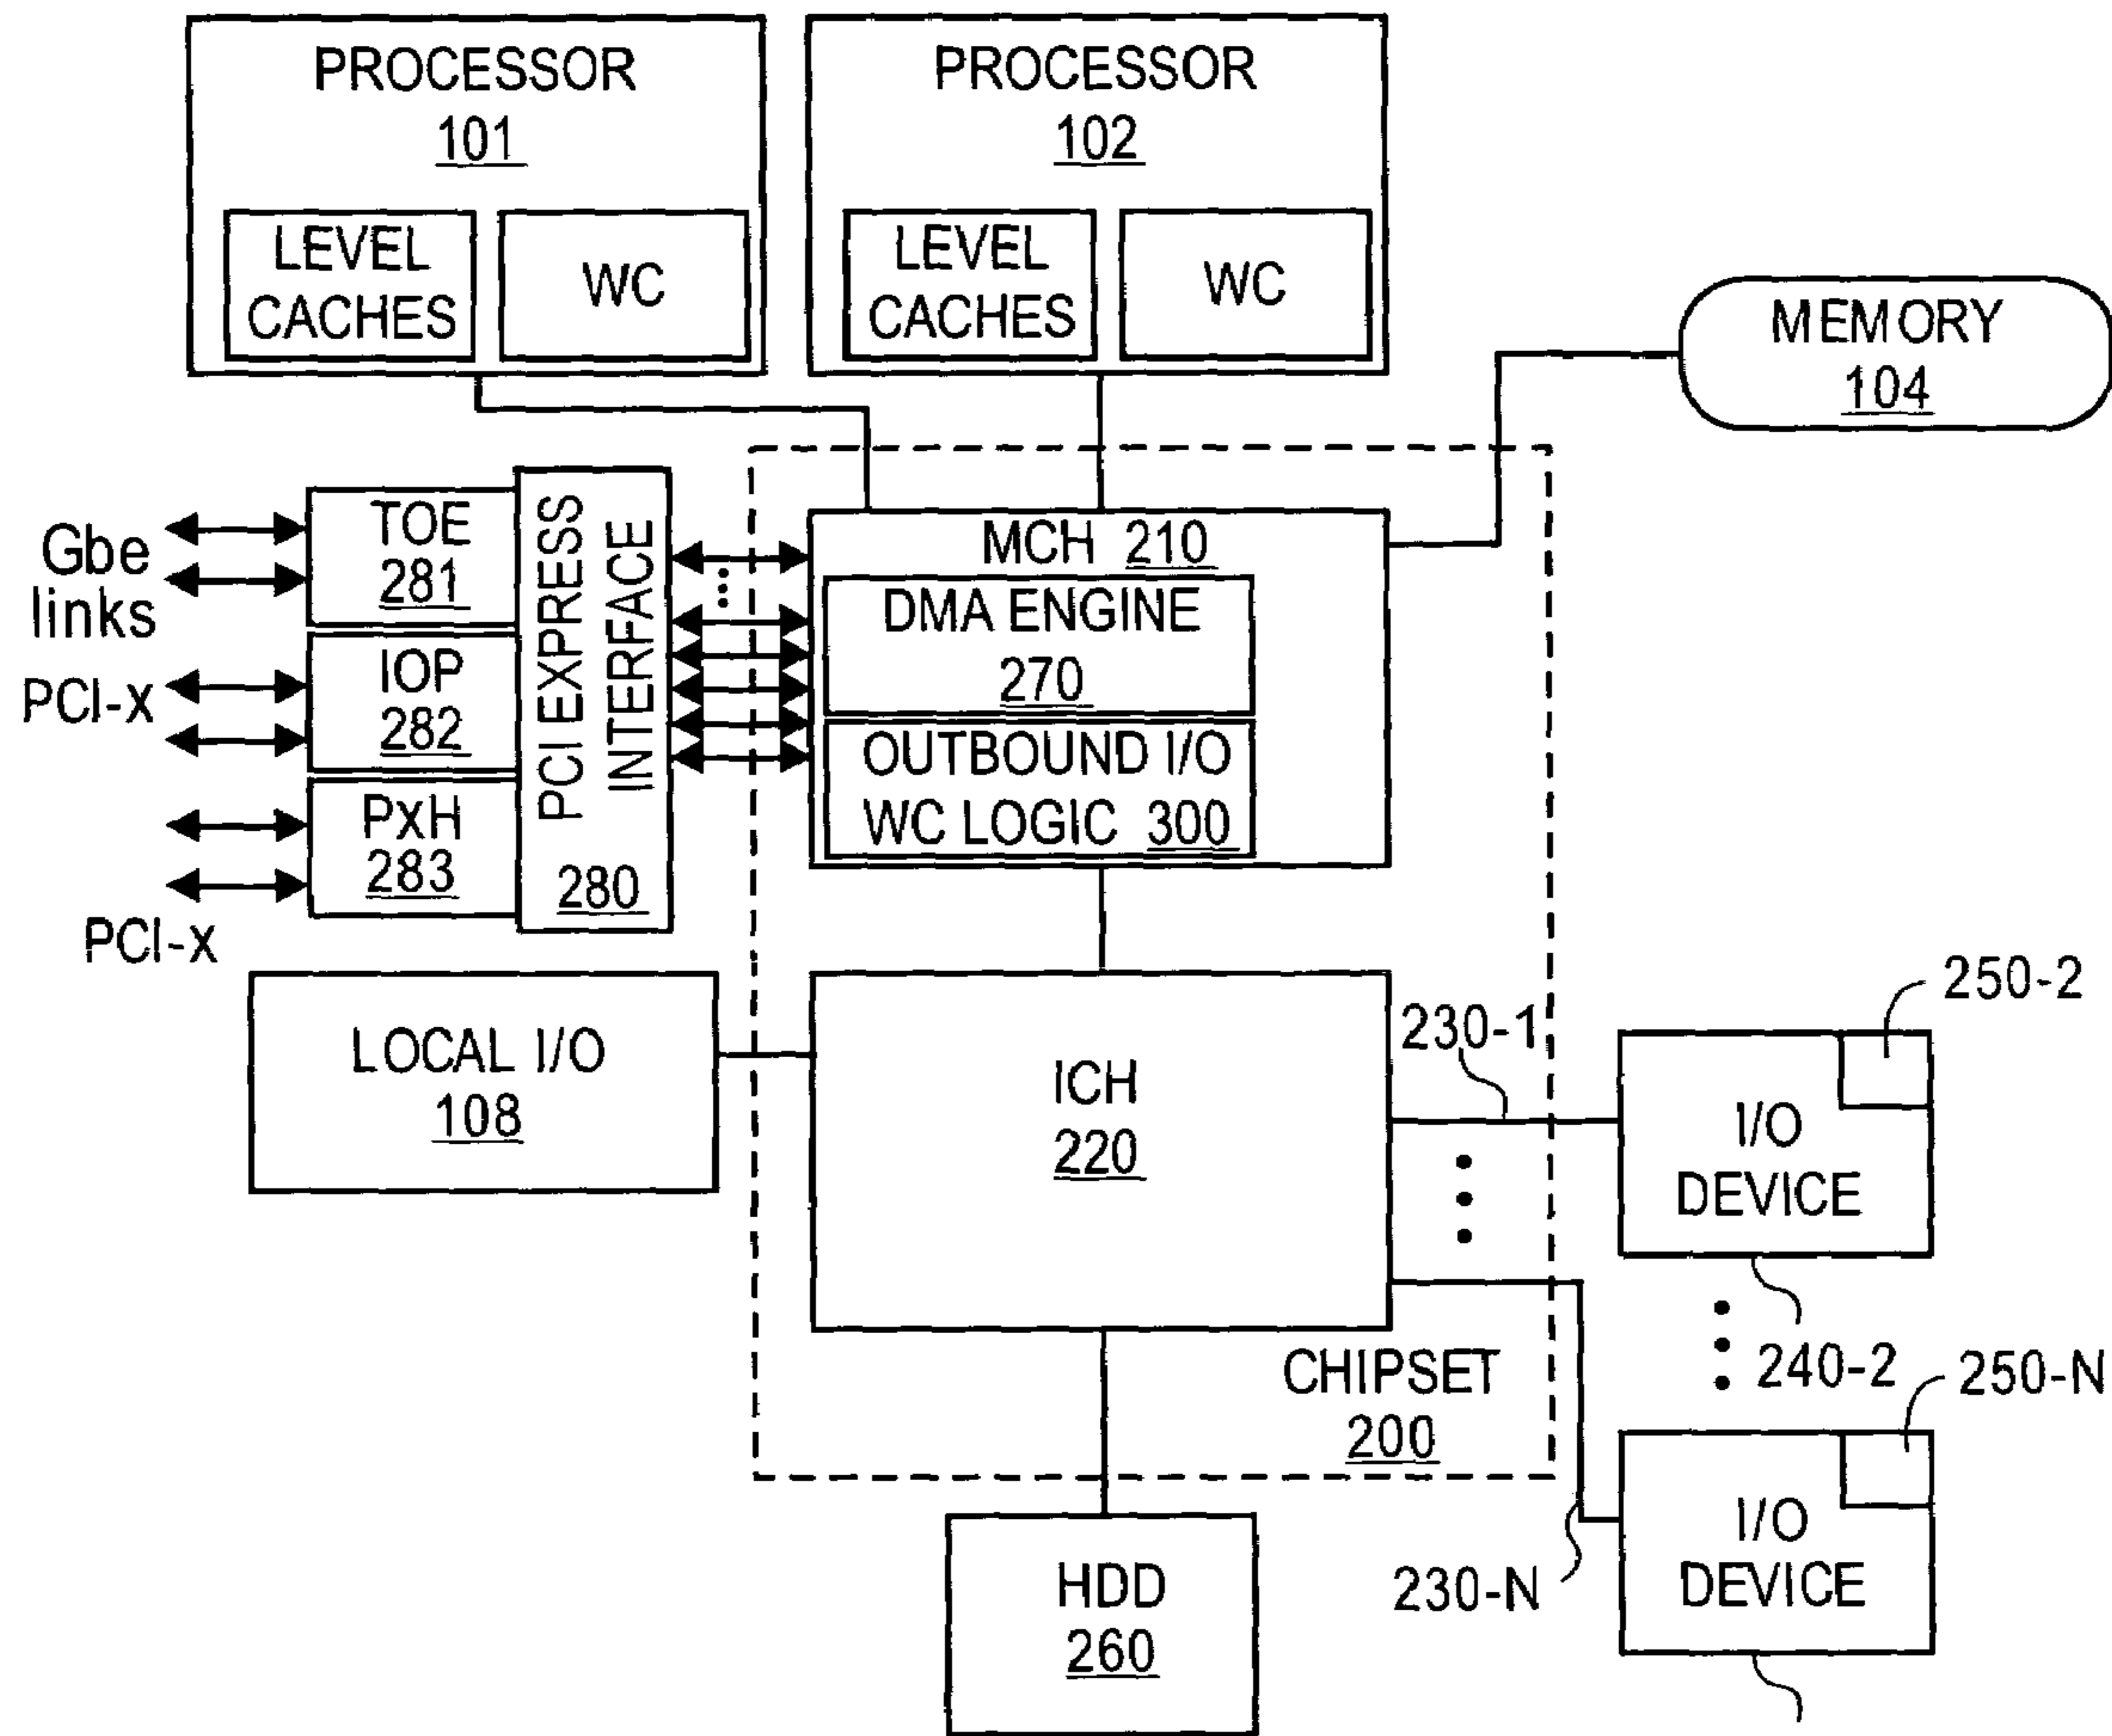 PROCESSOR
101
LEVEL
CACHES
WC
PROCESSOR
102
LEVEL
CACHES
WC
MEMORY
104
Gbe
links
PCI-x
PCI-x
TOE
281
IOP
282
PxH
283
PCI EXPRESS
INTERFACE
280
MCH 210
DMA ENGINE
270
OUTBOUND I/O
WC LOGIC 300
LOCAL I/O
108
ICH
220
230-1
250-2
I/O
DEVICE
240-2
CHIPSET
200
250-N
I/O
DEVICE
230-N
HDD
260